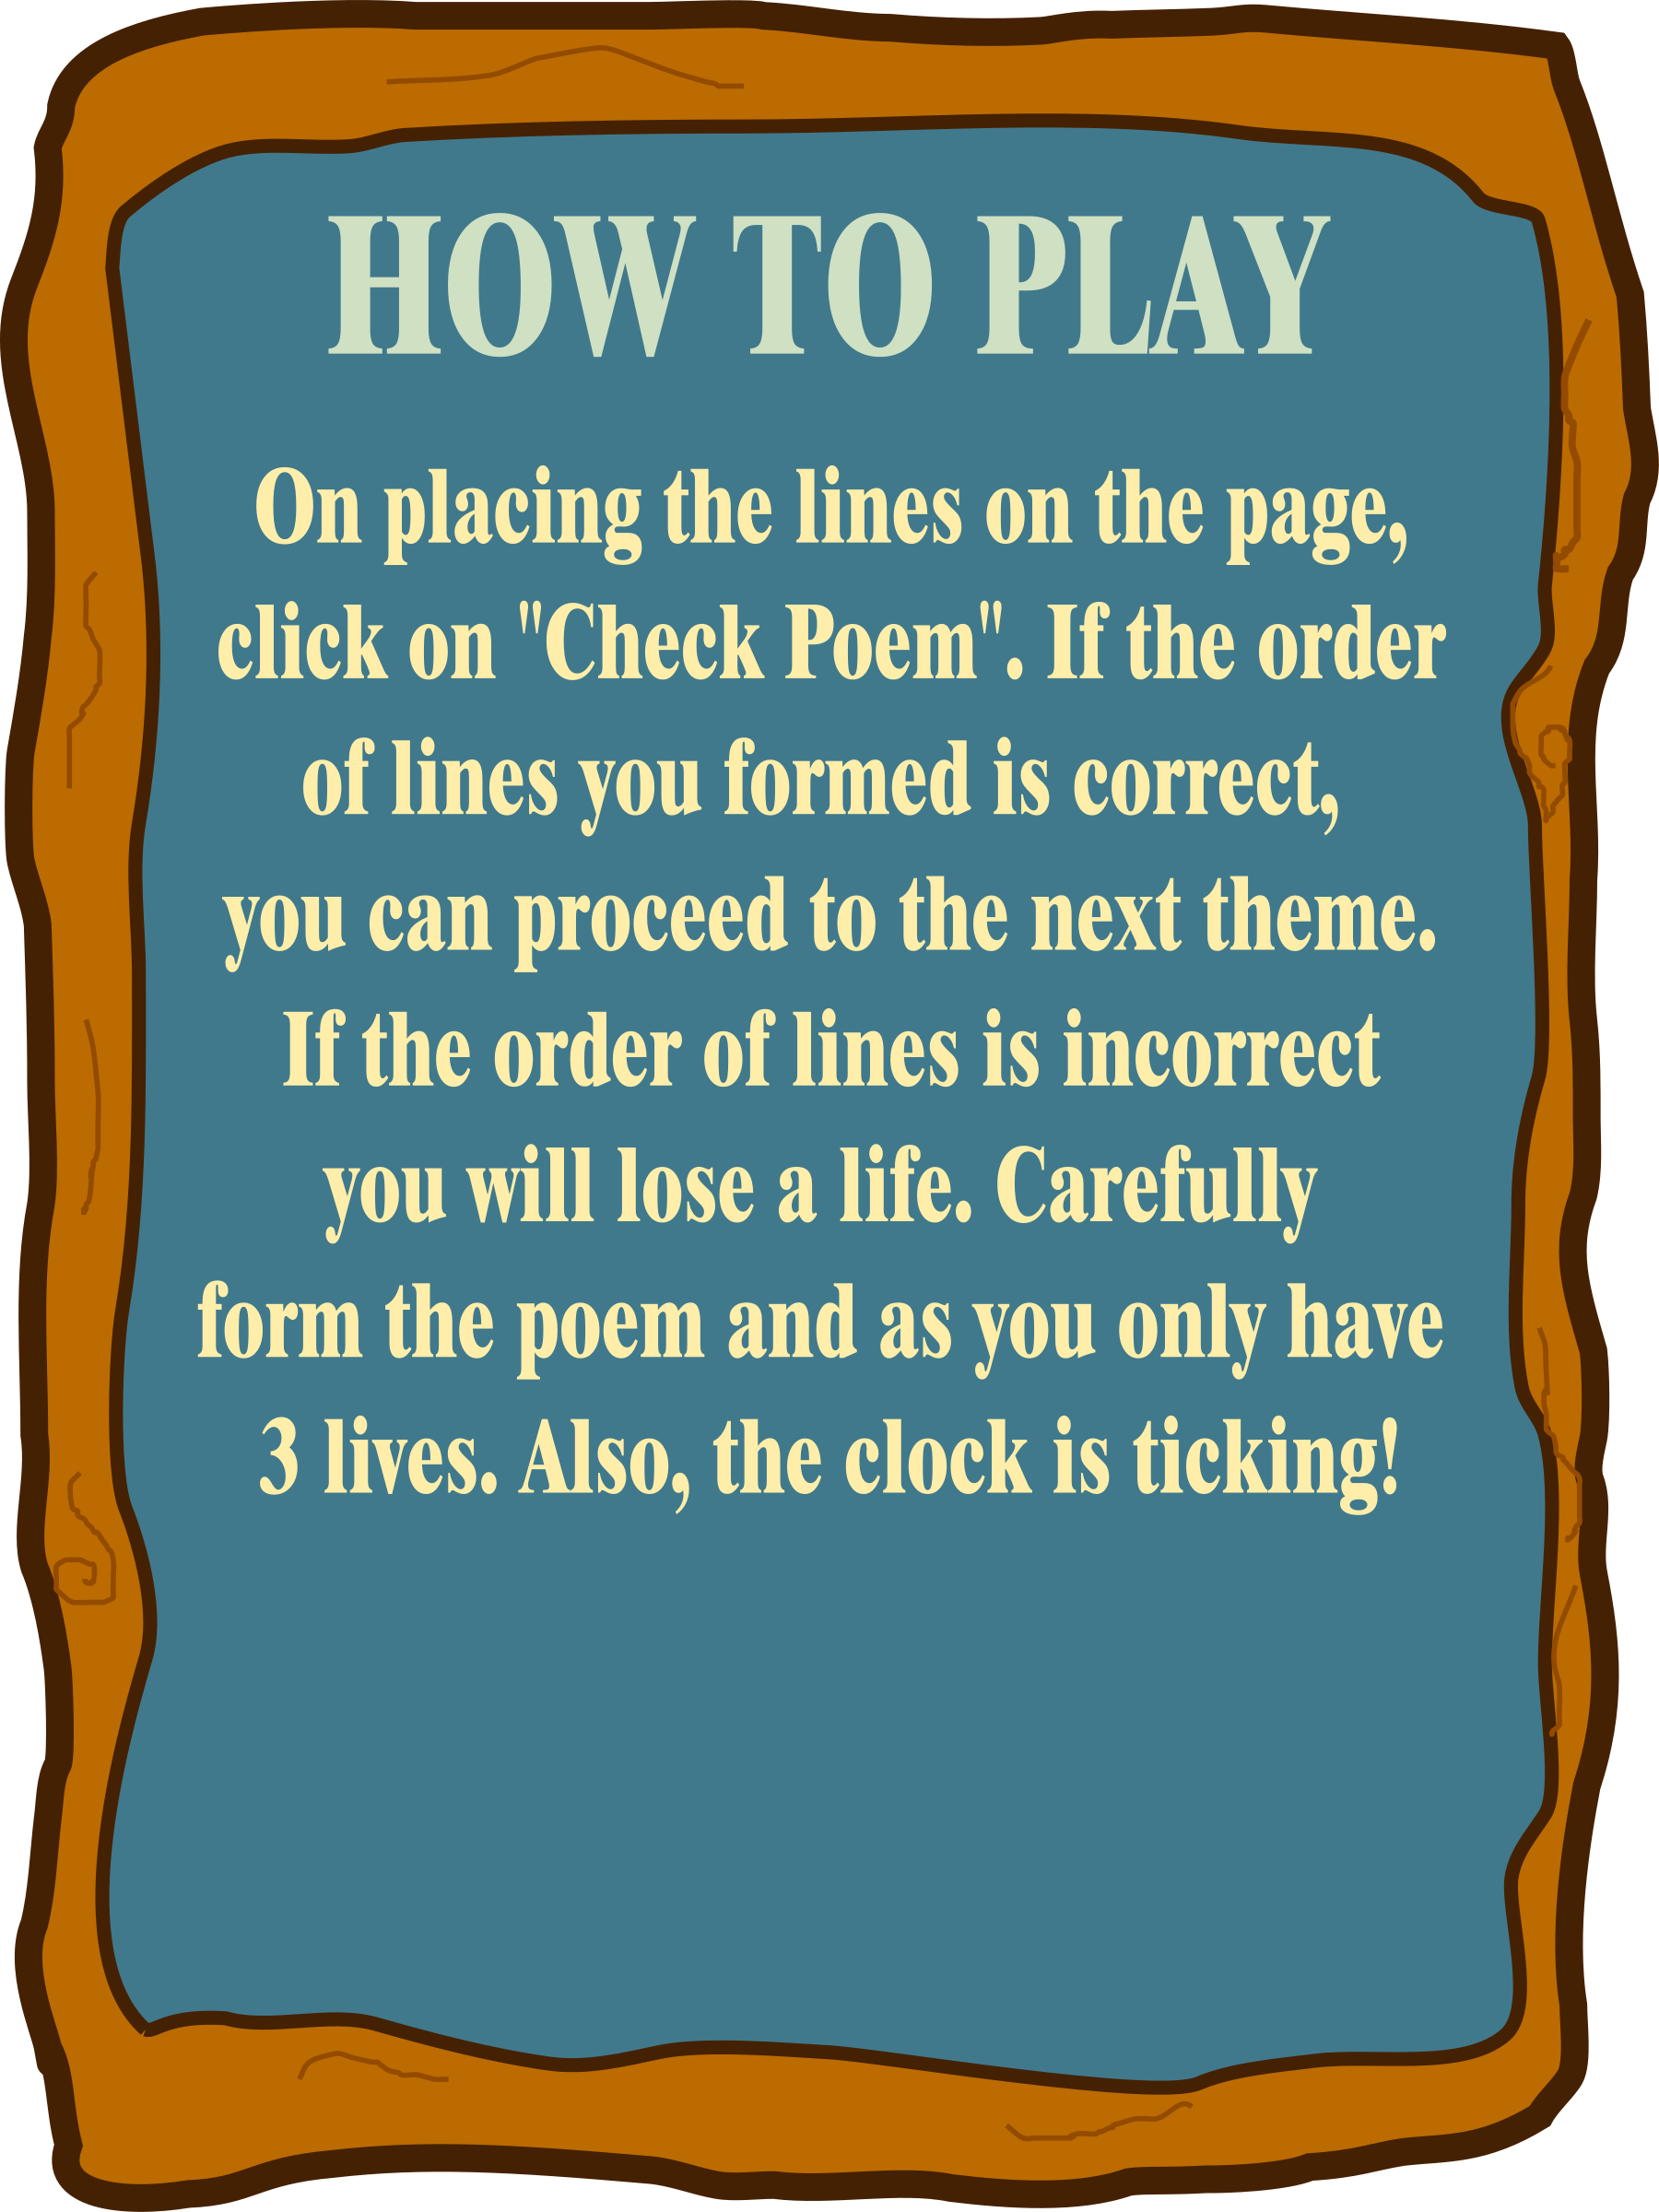 HOW TO PLAY
On placing the lines on the page,
click on "Check Poem". If the order
of lines you formed is correct,
you can proceed to the next theme.
If the order of lines is incorrect
you will lose a life. Carefully
form the poem and as you only have
3 lives. Also, the clock is ticking!